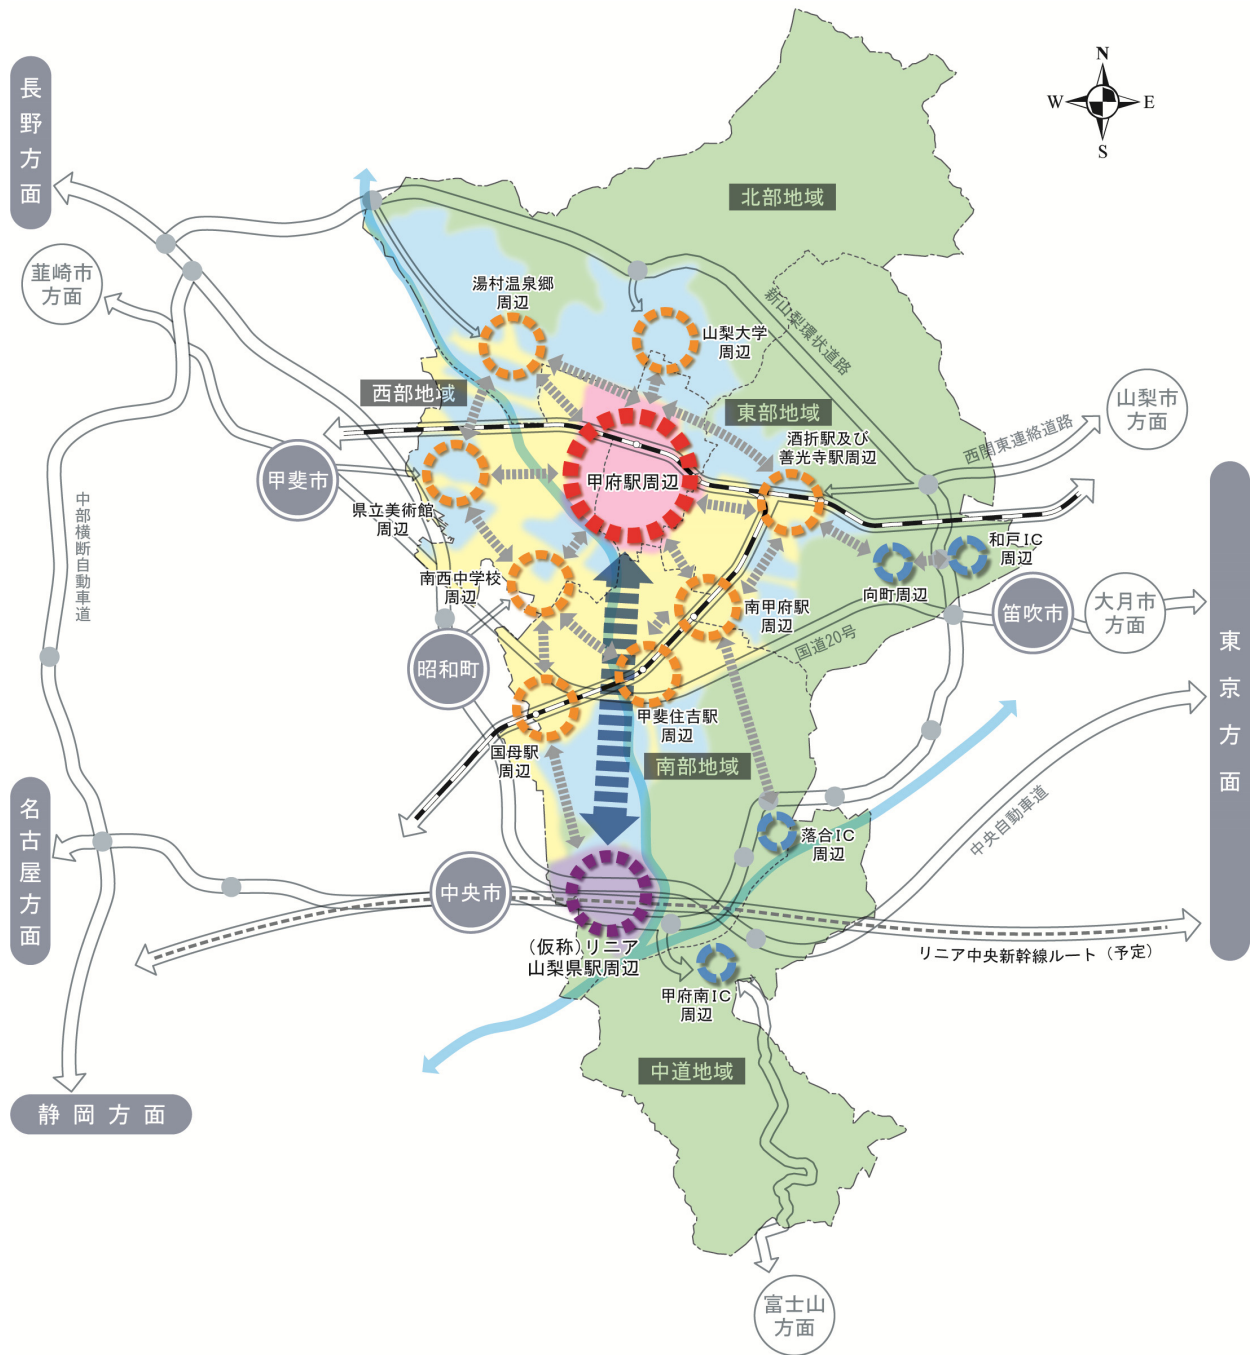 N
W
E
S
長野方面
北部地域
韮崎市
方面
湯村温泉郷
周辺
新山梨環状道路
山梨大学
周辺
西部地域
東部地域
山梨市
方面
酒折駅及び
善光寺駅周辺
西関東連絡道路
甲府駅周辺
甲斐市
県立美術館
周辺
中部横断自動車道
和戸IC
周辺
向町周辺
南西中学校
周辺
南甲府駅
周辺
笛吹市
大月市
方面
国道20号
東京方面
昭和町
甲斐住吉駅
周辺
国母駅
周辺
南部地域
名古屋方面
落合IC
周辺
中央自動車道
中央市
(仮称)リニア
山梨県駅周辺
リニア中央新幹線ルート（予定）
甲府南IC
周辺
中道地域
静岡方面
富士山
方面